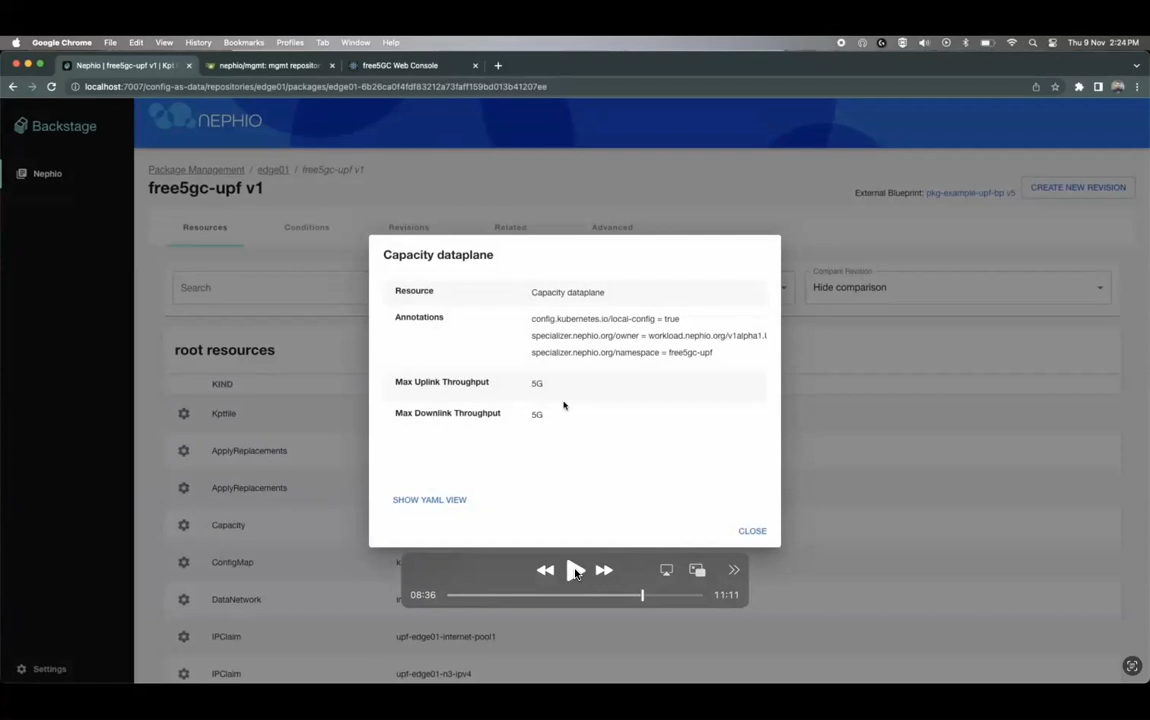 Google Chrome File Edit View History Bookmarks Profiles Tab Window Help Thu 9 Nov 2:24 PM
Nephio | free5gc-upf v1 | Kpt nephio/mgmt: mgmt repositor free5GC Web Console
localhost:7007/config-as-data/repositories/edge01/packages/edge01-6b26ca0f4fdf83212a73faff159bd013b41207ee
Backstage
NEPHIO
Nephio
Package Management / edge01 / free5gc-upf v1
free5gc-upf v1
External Blueprint: pkg-example-upf-bp v5 CREATE NEW REVISION
Resources Conditions Revisions Related Advanced
Capacity dataplane
Search
Compare Revision
Hide comparison
Resource Capacity dataplane
Annotations config.kubernetes.io/local-config = true
specializer.nephio.org/owner = workload.nephio.org/v1alpha1.
specializer.nephio.org/namespace = free5gc-upf
Max Uplink Throughput 5G
Max Downlink Throughput 5G
SHOW YAML VIEW
CLOSE
root resources
KIND
Kptfile
ApplyReplacements
ApplyReplacements
Capacity
ConfigMap
DataNetwork
IPClaim upf-edge01-internet-pool1
IPClaim upf-edge01-n3-ipv4
08:36 11:11
Settings